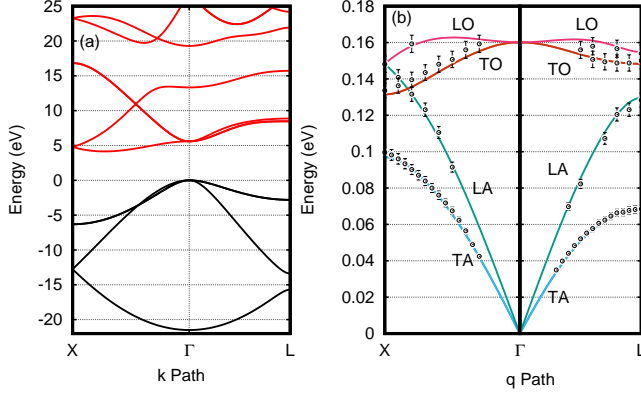 (a)
25
20
15
10
5
0
-5
-10
-15
-20
Energy (eV)
X
Γ
L
k Path
(b)
LO
TO
LA
LA
TA
TA
LO
TO
0.18
0.16
0.14
0.12
0.1
0.08
0.06
0.04
0.02
0
Energy (eV)
X
Γ
L
q Path